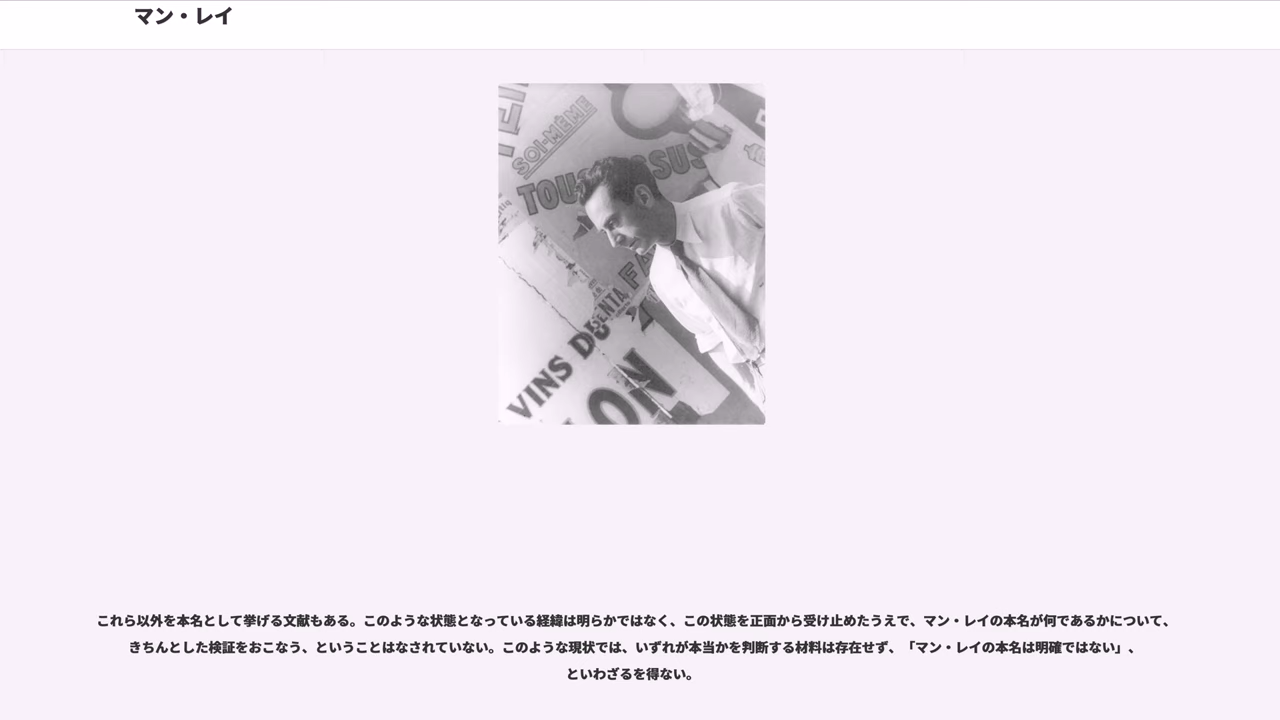 マン・レイ
SOI-MÊME
VINS DU
これら以外を本名として挙げる文献もある。このような状態となっている経緯は明らかではなく、この状態を正面から受け止めたうえで、マン・レイの本名が何であるかについて、
きちんとした検証をおこなう、ということはなされていない。このような現状では、いずれが本当かを判断する材料は存在せず、「マン・レイの本名は明確ではない」、
といわざるを得ない。